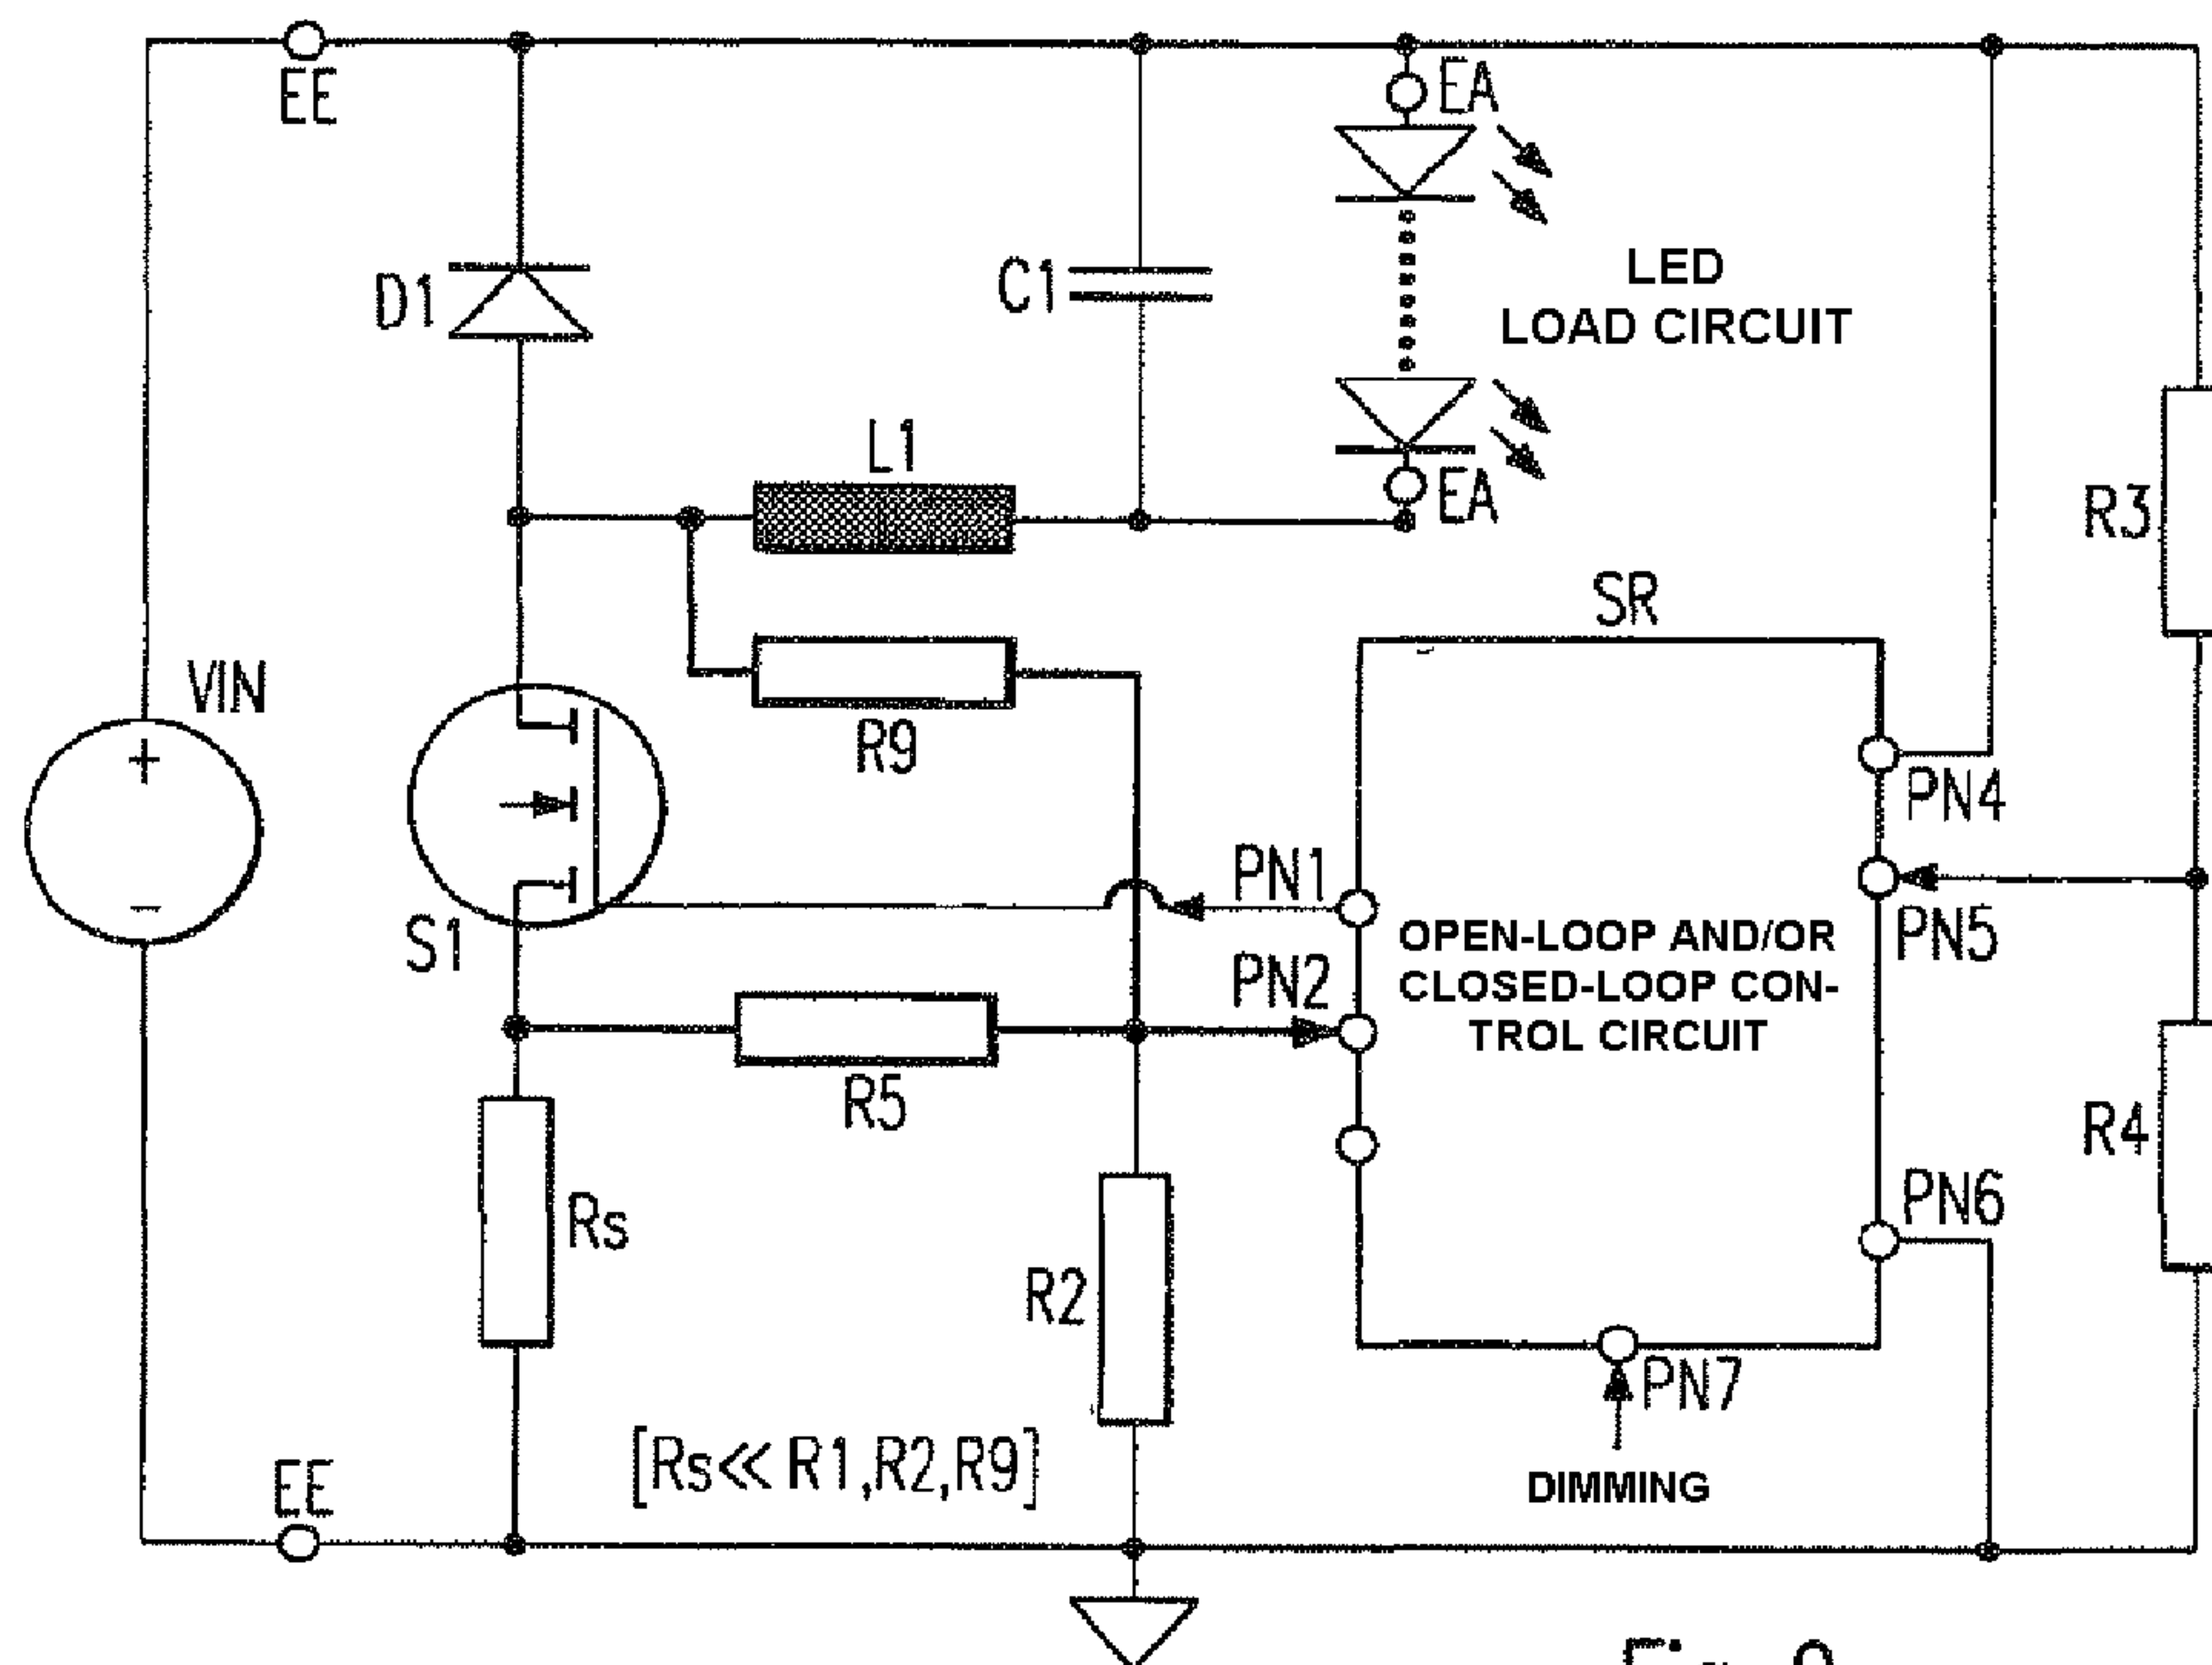 EE
EA
D1
C1
LED
LOAD CIRCUIT
L1
EA
R3
SR
VIN
+
R9
PN4
PN1
PN5
−
S1
OPEN-LOOP AND/OR
CLOSED-LOOP CON-
TROL CIRCUIT
PN2
R5
R4
PN6
Rs
R2
PN7
[Rs<< R1,R2,R9]
EE
DIMMING